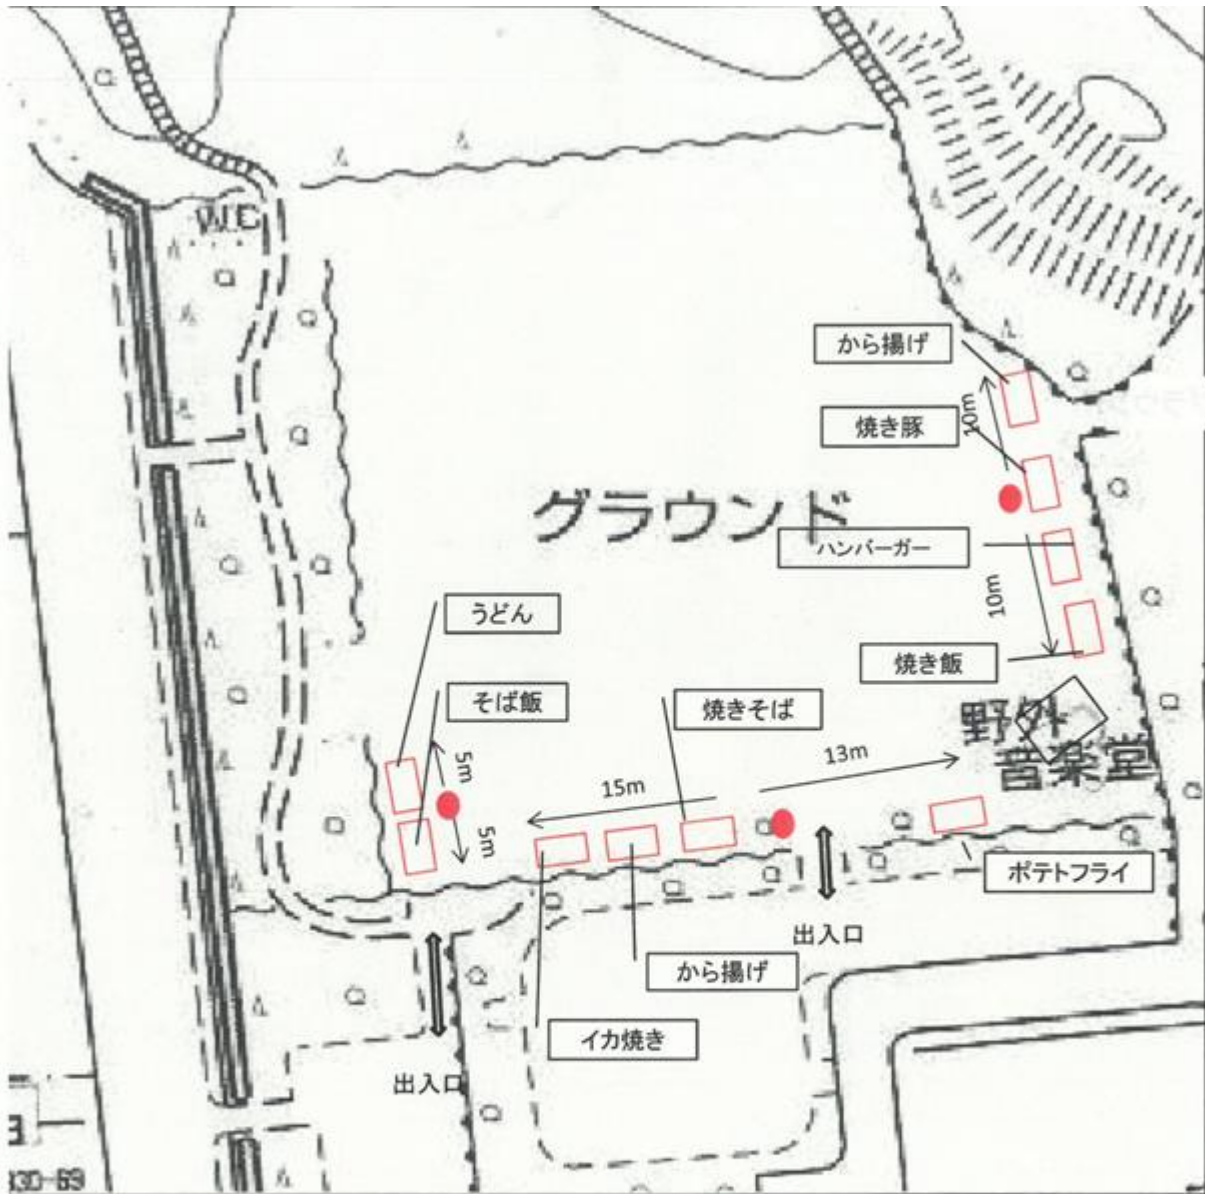 W.C
から揚げ
10m
焼き豚
グラウンド
ハンバーガー
10m
うどん
焼き飯
そば飯
焼きそば
野外
音楽堂
5m
13m
15m
5m
ポテトフライ
出入口
から揚げ
イカ焼き
出入口
330-69